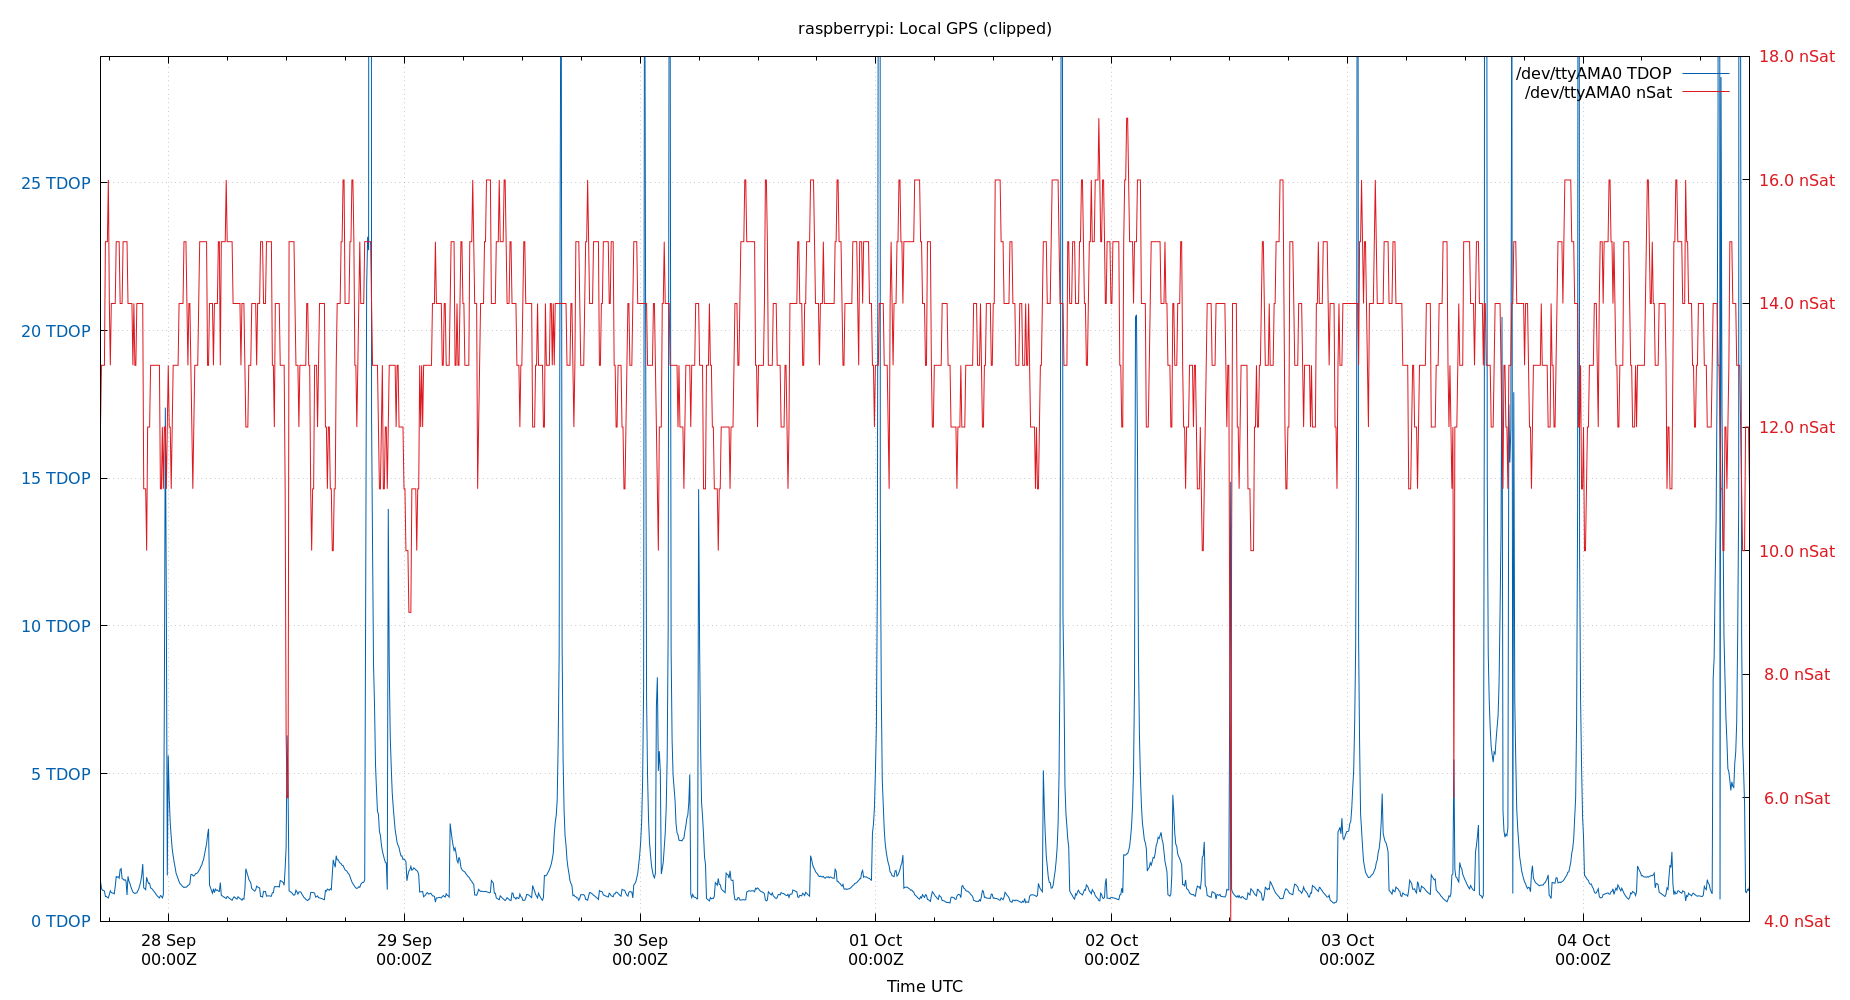 raspberrypi: Local GPS (clipped)
18.0 nSat
/dev/ttyAMA0 TDOP
/dev/ttyAMA0 nSat
25 TDOP
16.0 nSat
20 TDOP
14.0 nSat
15 TDOP
12.0 nSat
10 TDOP
10.0 nSat
8.0 nSat
5 TDOP
6.0 nSat
0 TDOP
4.0 nSat
28 Sep 29 Sep 30 Sep 01 Oct 02 Oct 03 Oct 04 Oct
00:00Z 00:00Z 00:00Z 00:00Z 00:00Z 00:00Z 00:00Z
Time UTC